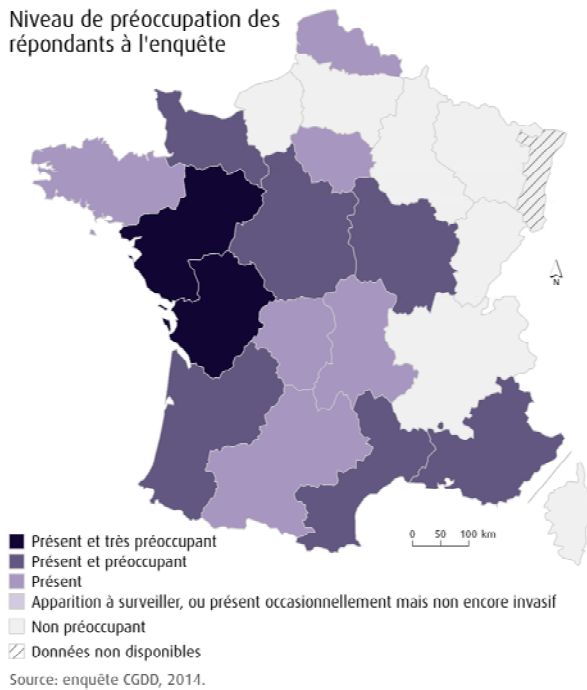 Niveau de préoccupation des
répondants à l'enquête
N
0 50 100 km
Présent et très préoccupant
Présent et préoccupant
Présent
Apparition à surveiller, ou présent occasionnellement mais non encore invasif
Non préoccupant
Données non disponibles
Source: enquête CGDD, 2014.